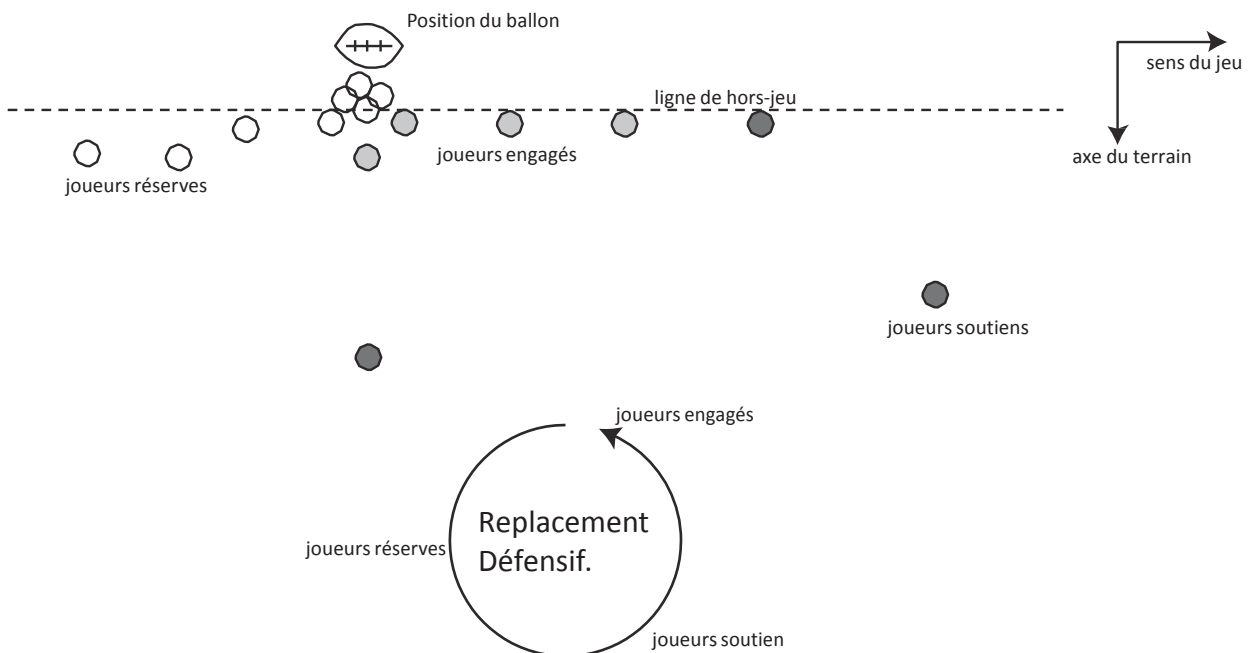 Position du ballon
sens du jeu
ligne de hors-jeu
joueurs engagés
axe du terrain
joueurs réserves
joueurs soutiens
joueurs engagés
Replacement
Défensif.
joueurs réserves
joueurs soutien